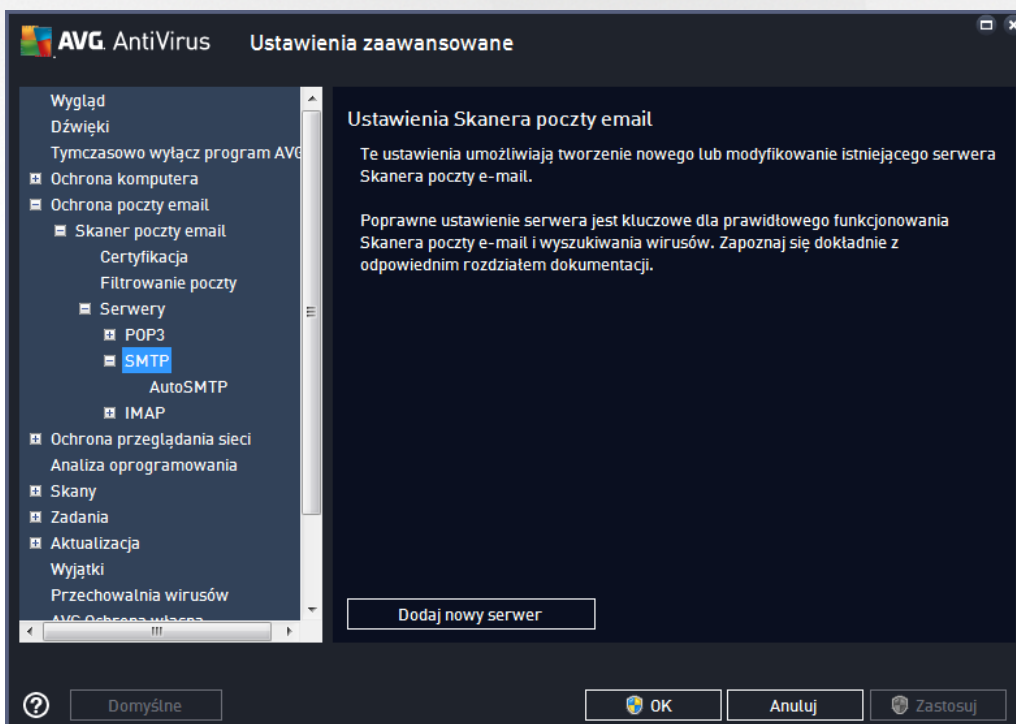 AVG. AntiVirus Ustawienia zaawansowane
Wygląd
Dźwięki
Tymczasowo wyłącz program AVG
Ochrona komputera
Ochrona poczty email
Skaner poczty email
Certyfikacja
Filtrowanie poczty
Serwery
POP3
SMTP
AutoSMTP
IMAP
Ochrona przeglądania sieci
Analiza oprogramowania
Skany
Zadania
Aktualizacja
Wyjątki
Przechowalnia wirusów
AVG Ochrona własna
Ustawienia Skanera poczty email
Te ustawienia umożliwiają tworzenie nowego lub modyfikowanie istniejącego serwera
Skanera poczty e-mail.
Poprawne ustawienie serwera jest kluczowe dla prawidłowego funkcjonowania
Skanera poczty e-mail i wyszukiwania wirusów. Zapoznaj się dokładnie z
odpowiednim rozdziałem dokumentacji.
Dodaj nowy serwer
Domyślne
OK
Anuluj
Zastosuj